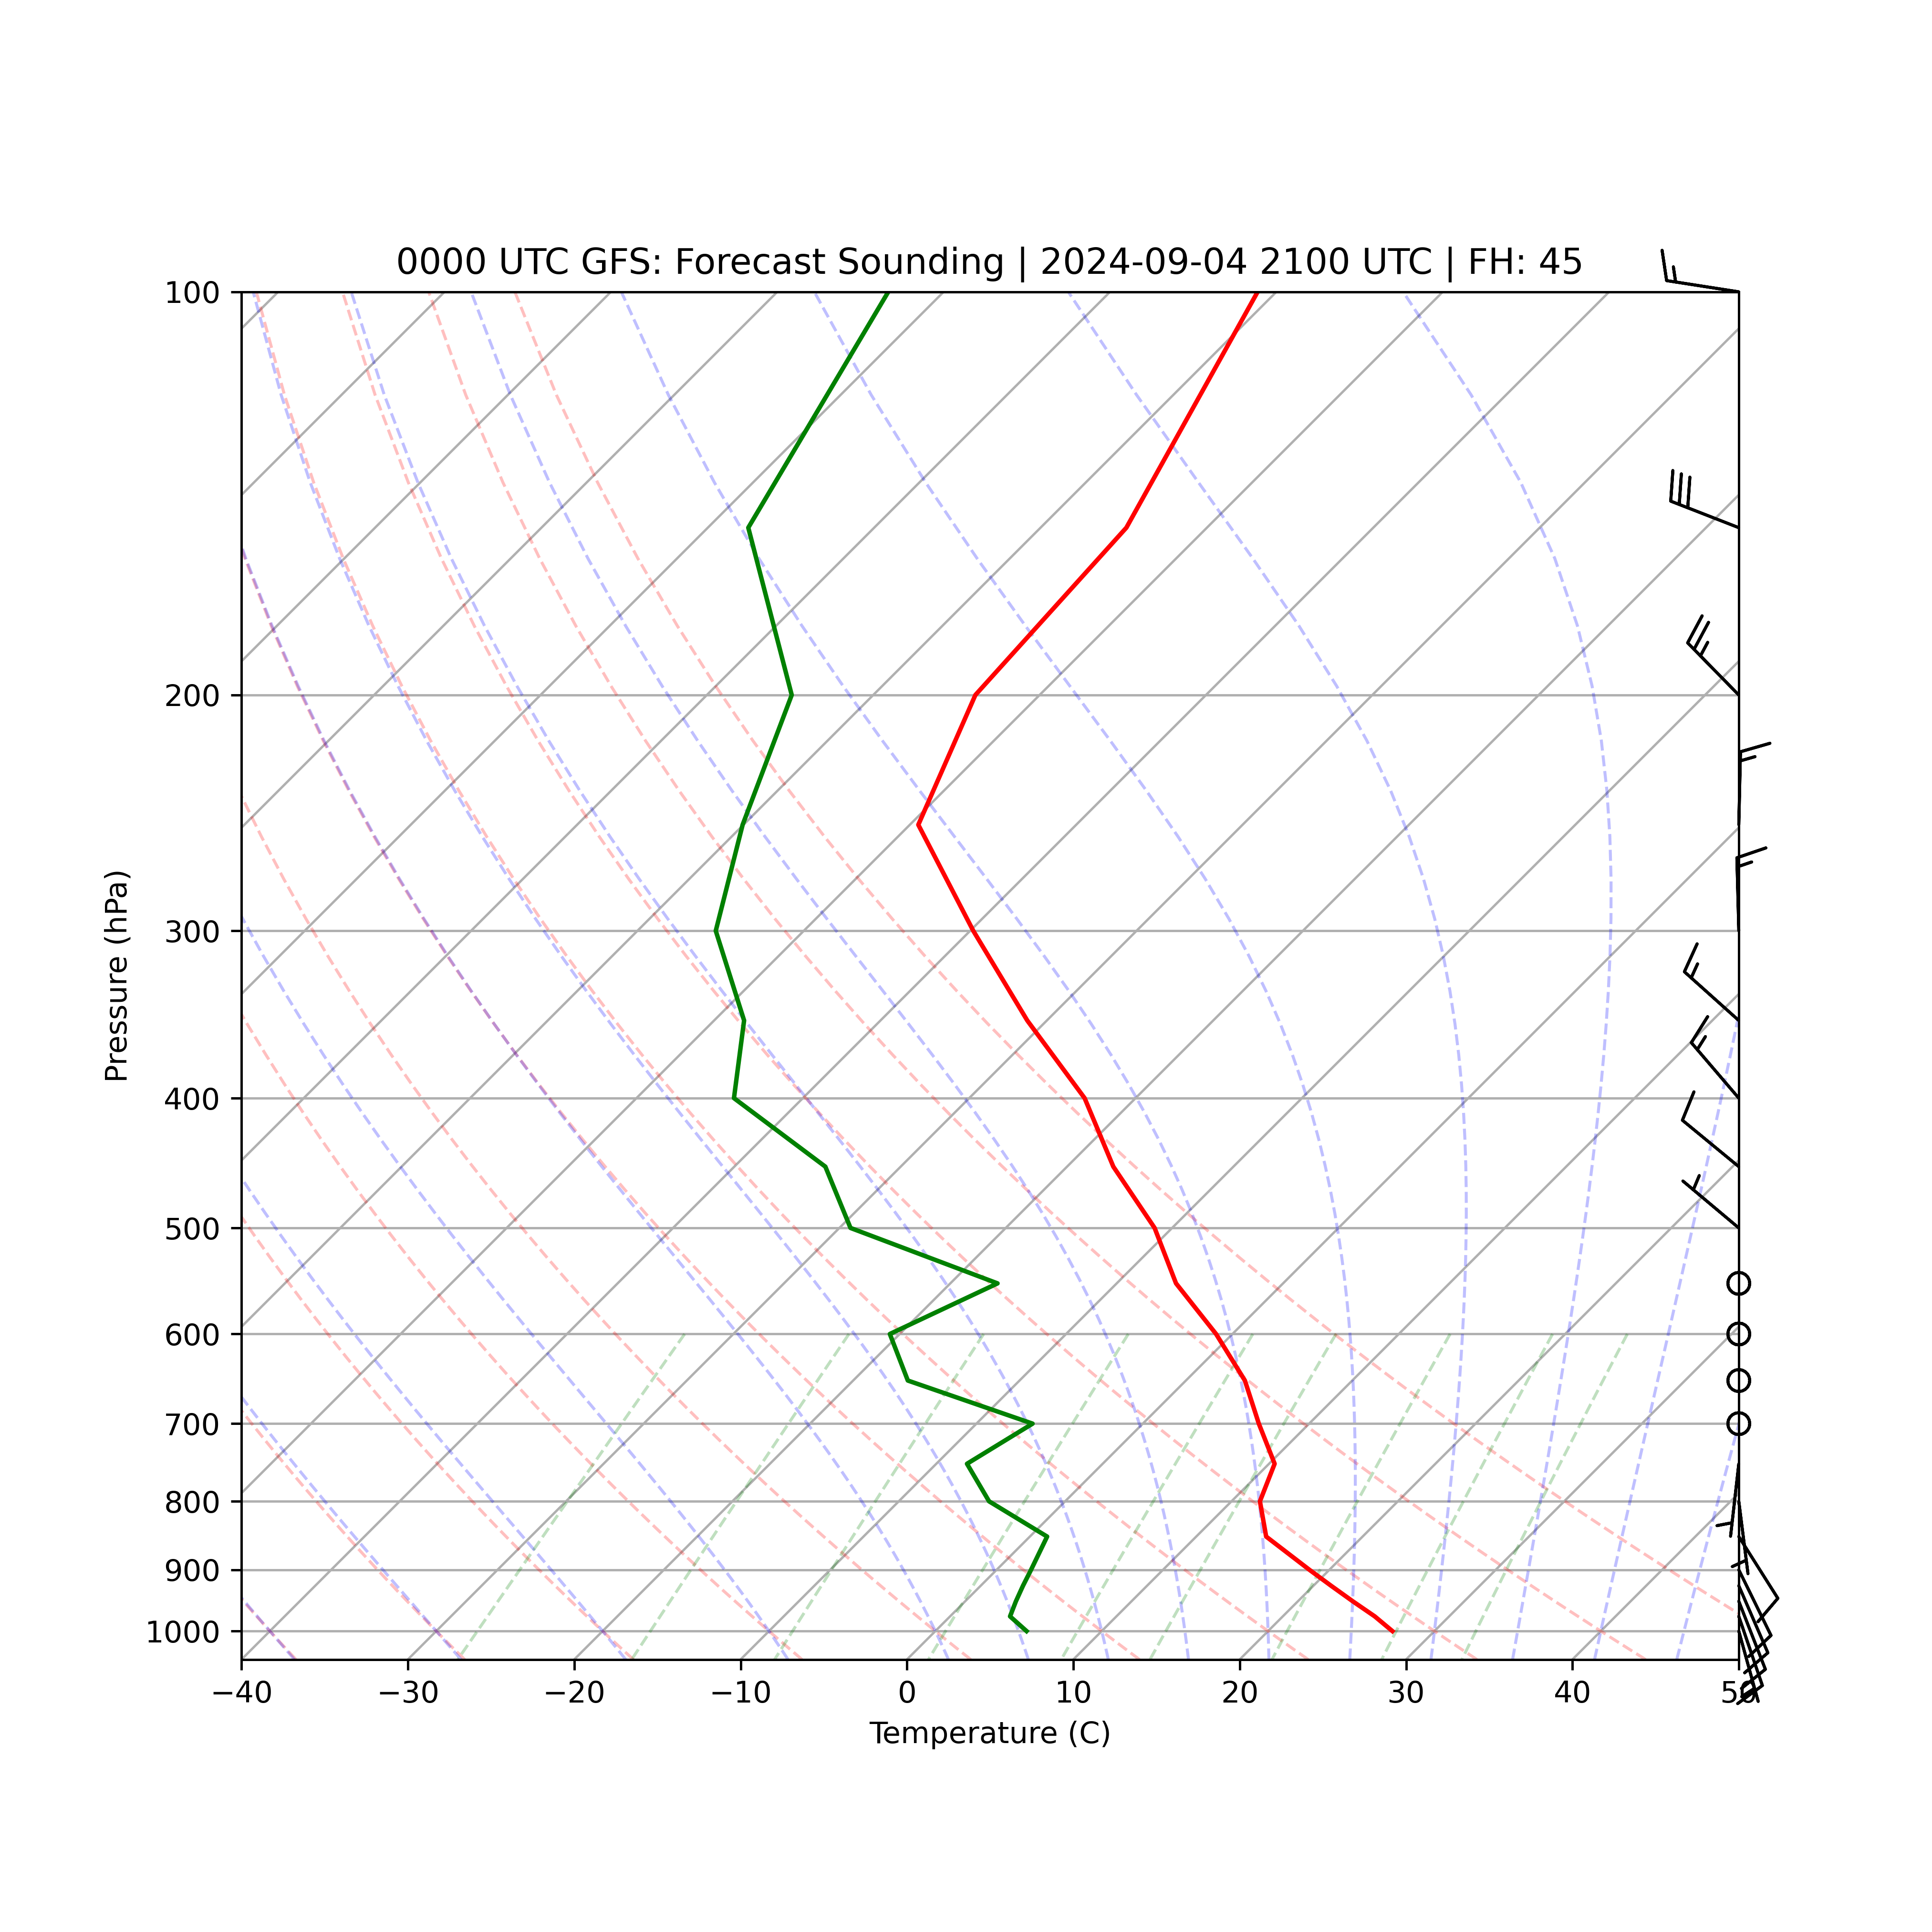 0000 UTC GFS: Forecast Sounding | 2024-09-04 2100 UTC | FH: 45
100
200
300
400
500
600
700
800
900
1000
Pressure (hPa)
−40 −30 −20 −10 0 10 20 30 40 50
Temperature (C)